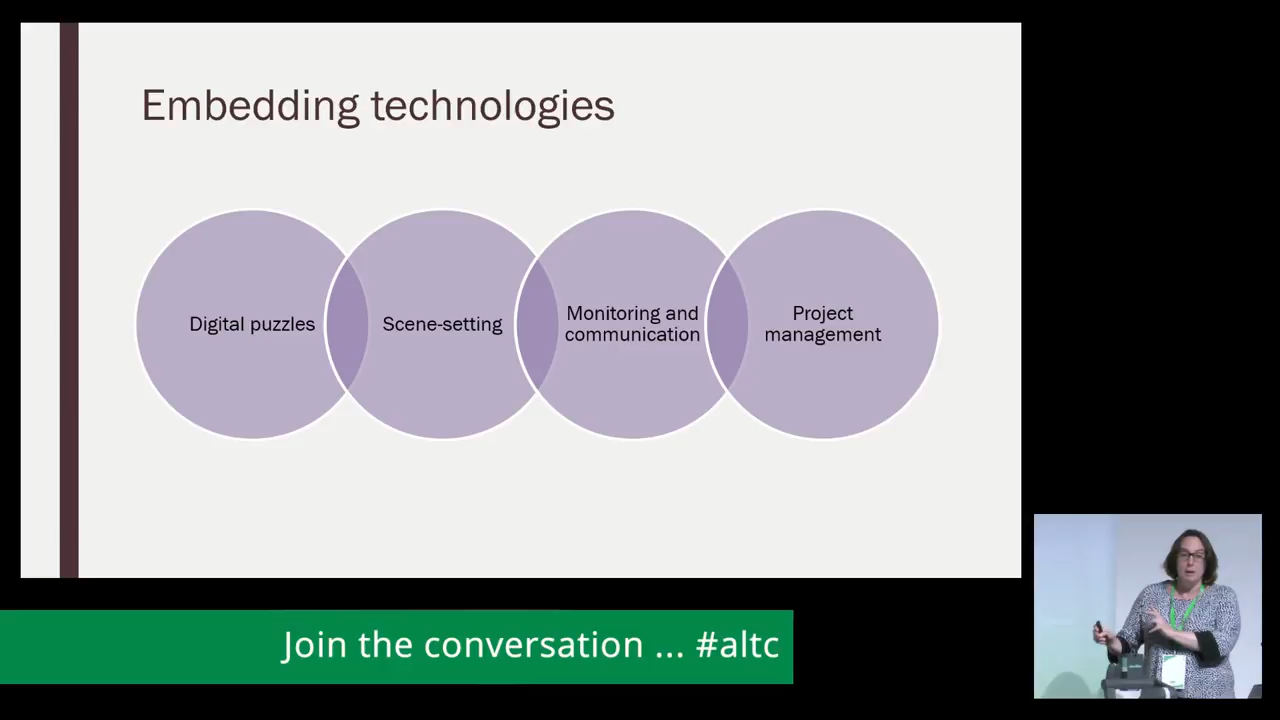 Embedding technologies
Digital puzzles
Scene-setting
Monitoring and
communication
Project
management
Join the conversation ... #altc